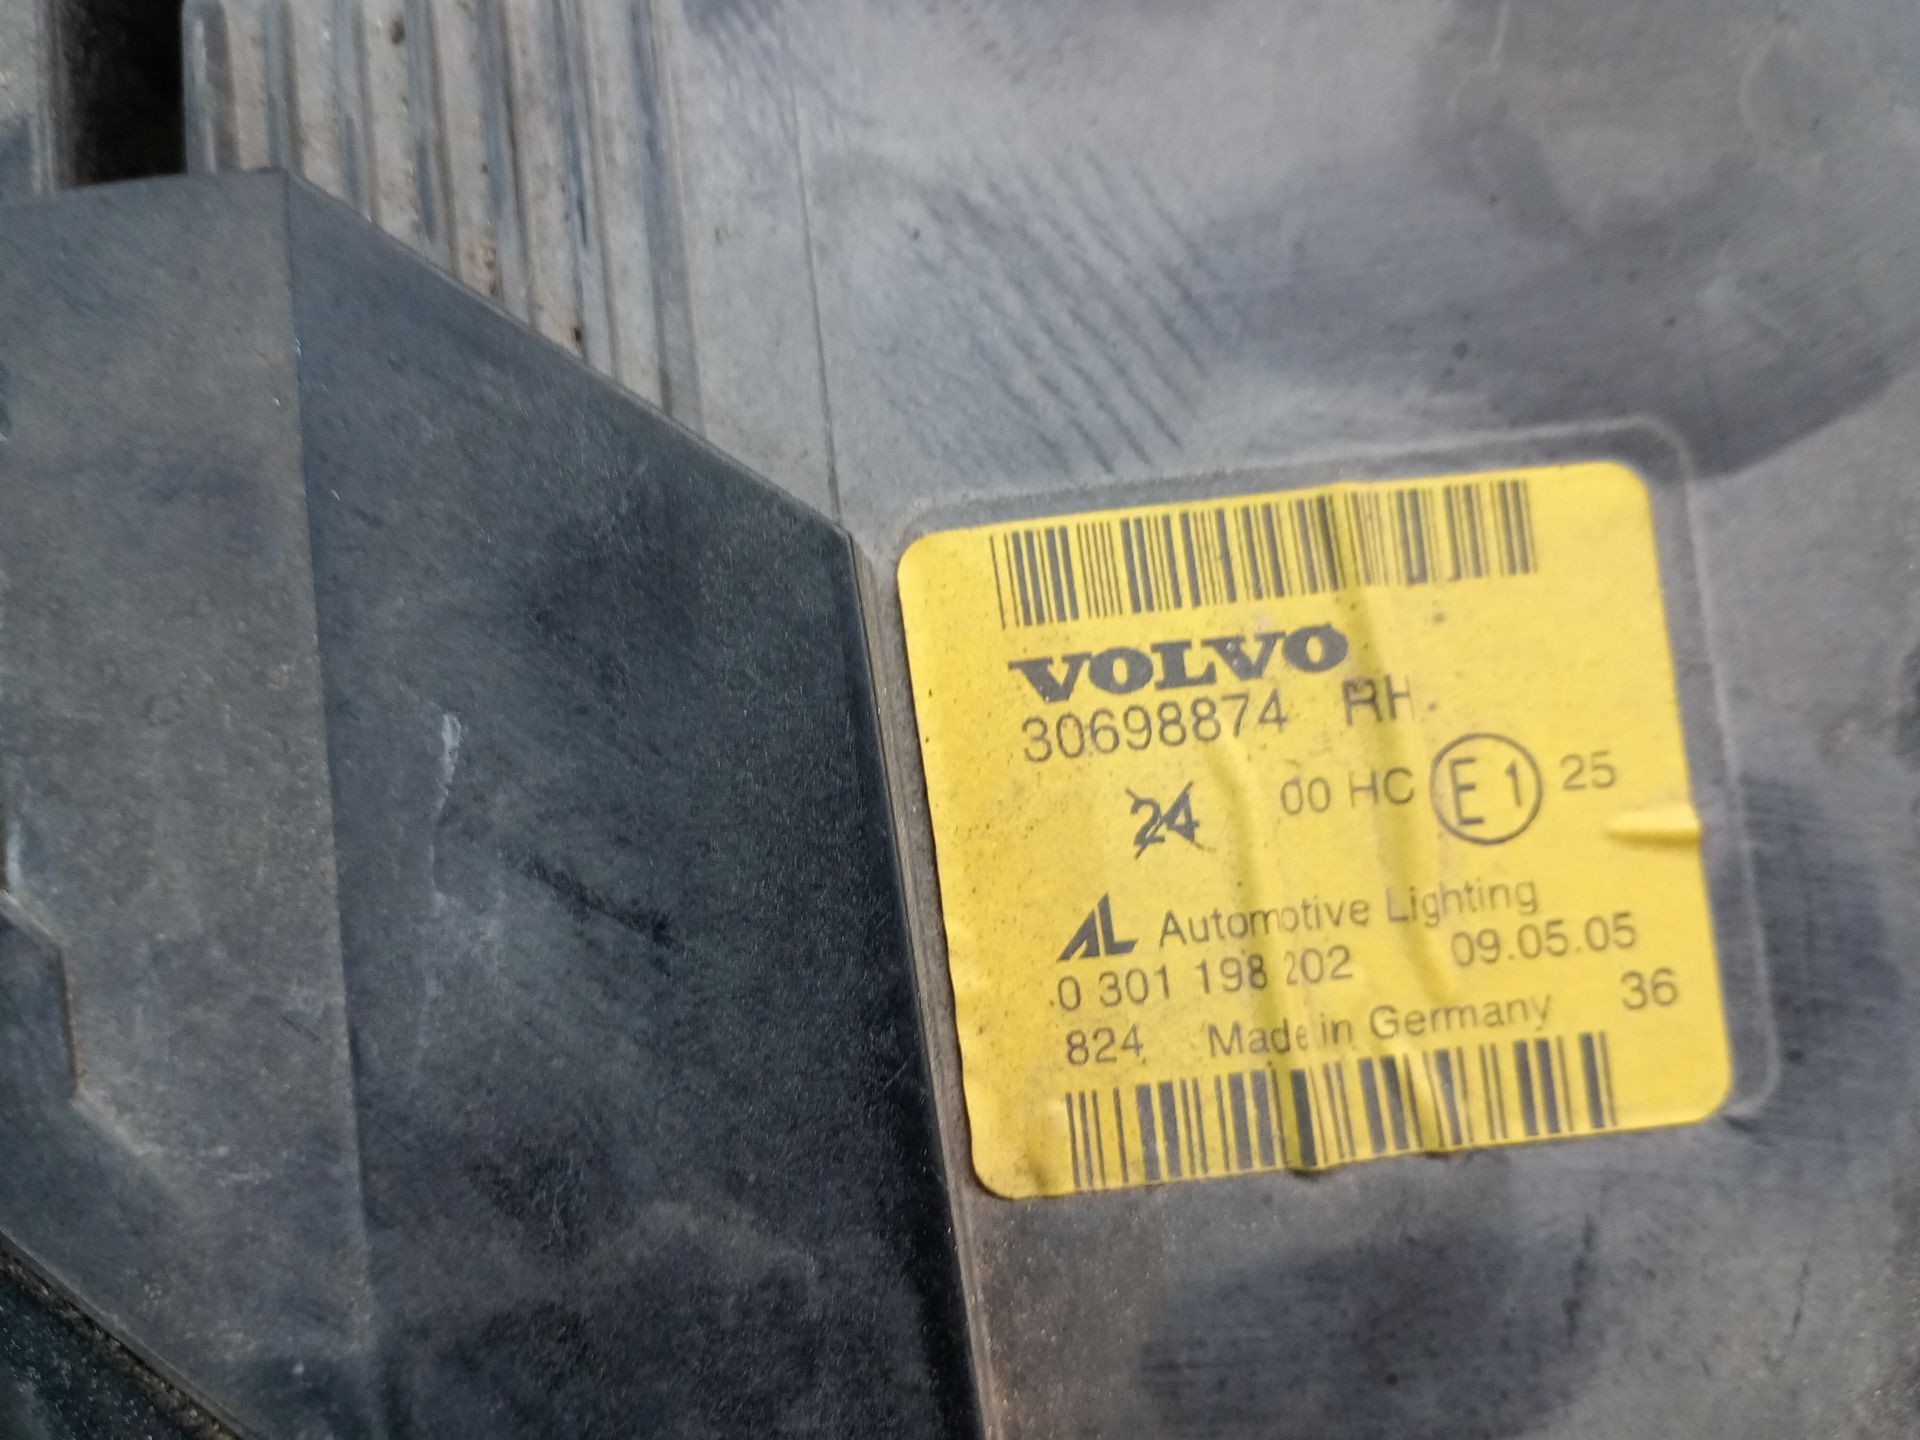 VOLVO
30698874 RH
24 00 HC E1 25
AL Automotive Lighting
0 301 198 202 09.05.05
824 Made in Germany 36